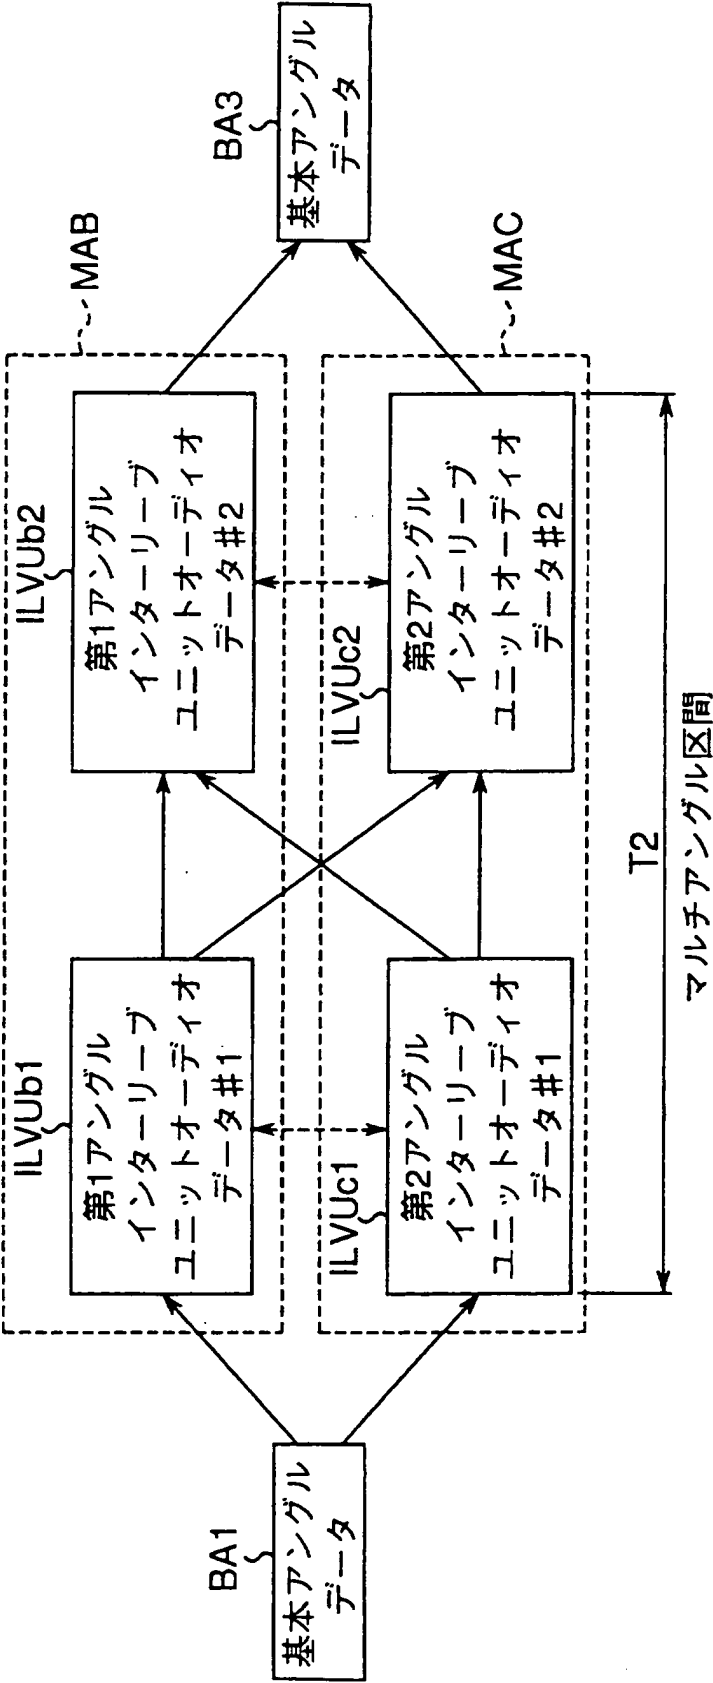 BA1
基本アングル
データ
MAB
ILVUb1
第1アングル
インターリーブ
ユニットオーディオ
データ#1
ILVUb2
第1アングル
インターリーブ
ユニットオーディオ
データ#2
MAC
ILVUc1
第2アングル
インターリーブ
ユニットオーディオ
データ#1
ILVUc2
第2アングル
インターリーブ
ユニットオーディオ
データ#2
BA3
基本アングル
データ
T2
マルチアングル区間